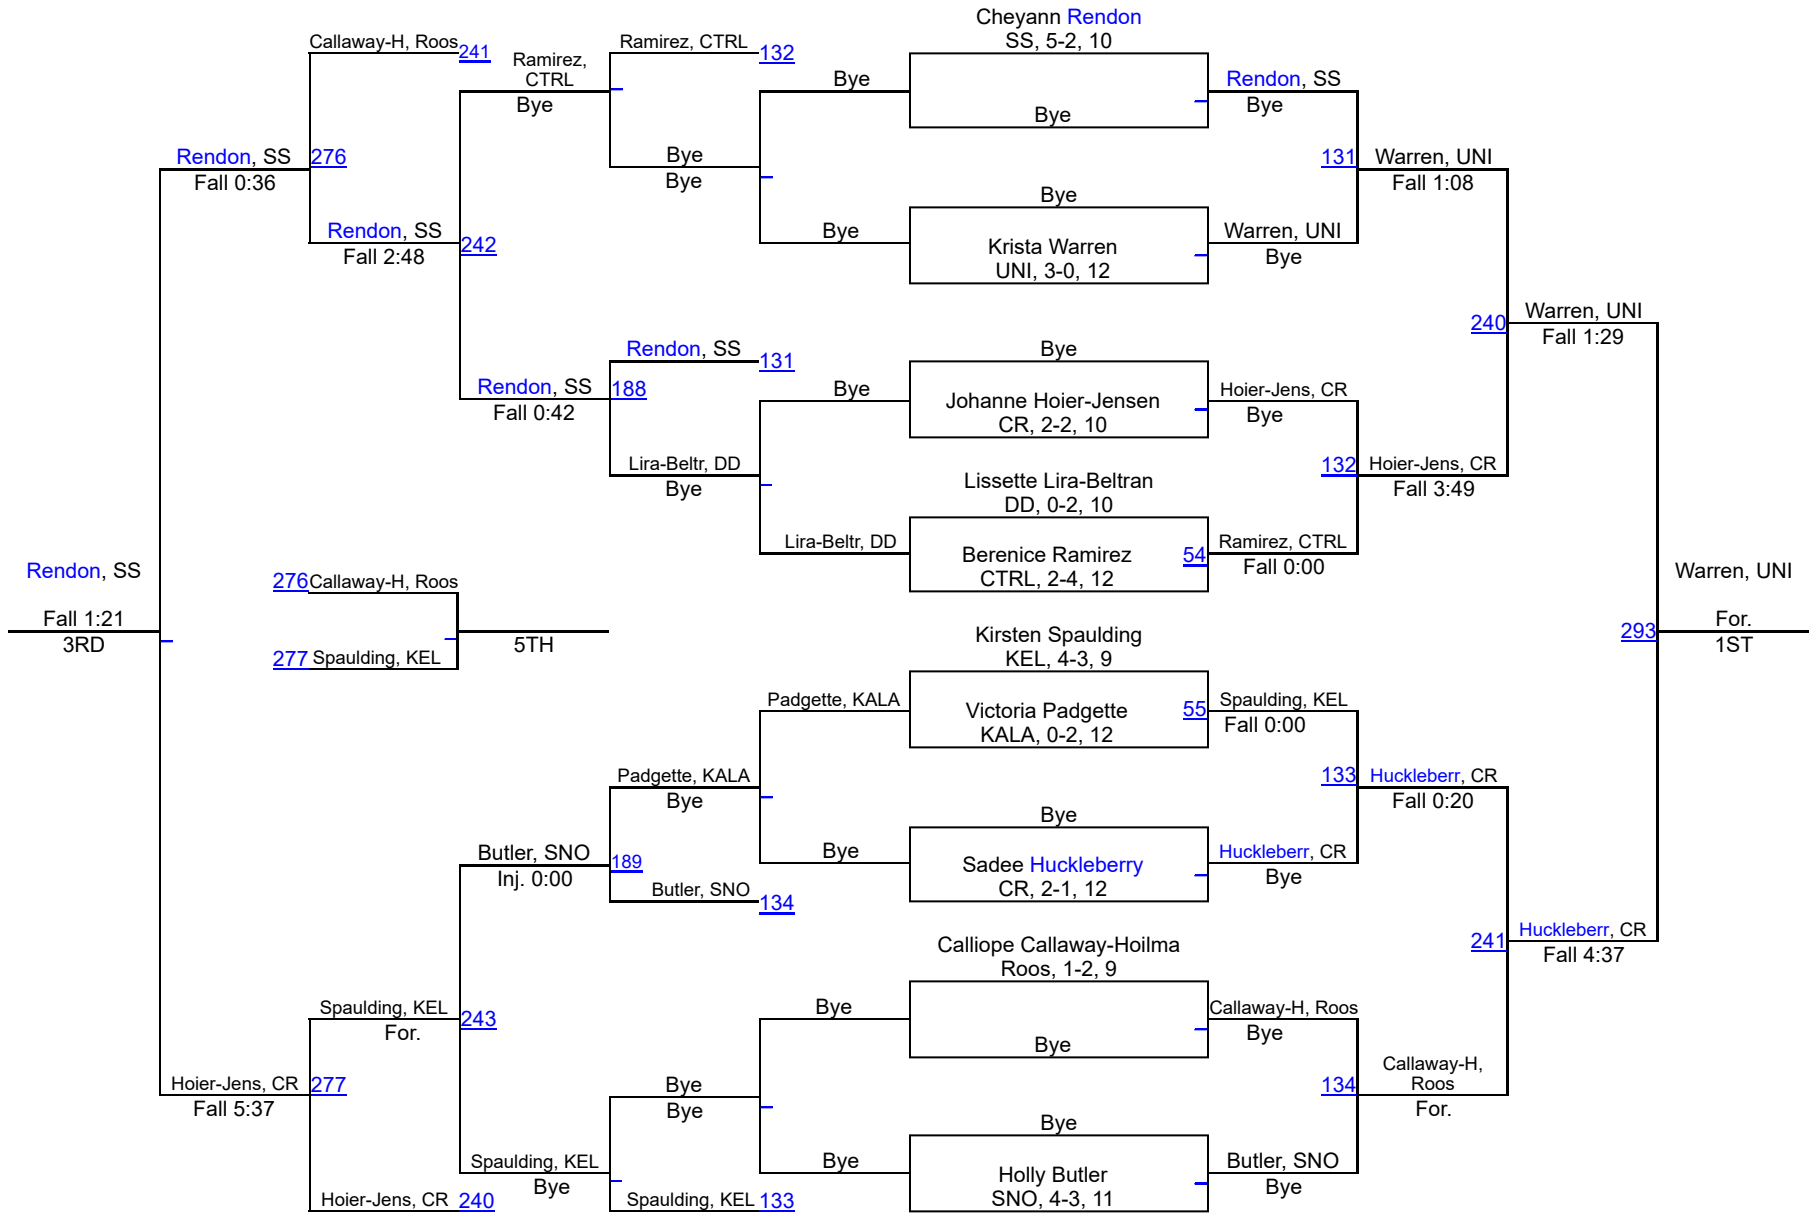 Cheyann Rendon
SS, 5-2, 10
Callaway-H, Roos
241
Ramirez,
CTRL
Bye
Ramirez, CTRL
132
Bye
Bye
Rendon, SS
Bye
Rendon, SS
276
Fall 0:36
Bye
Bye
131
Warren, UNI
Fall 1:08
Bye
Rendon, SS
242
Fall 2:48
Bye
Krista Warren
UNI, 3-0, 12
Warren, UNI
Bye
240
Warren, UNI
Fall 1:29
Rendon, SS
131
Bye
Rendon, SS
188
Fall 0:42
Bye
Johanne Hoier-Jensen
CR, 2-2, 10
Hoier-Jens, CR
Bye
Lira-Beltr, DD
Bye
132
Hoier-Jens, CR
Fall 3:49
Lissette Lira-Beltran
DD, 0-2, 10
Lira-Beltr, DD
Berenice Ramirez
CTRL, 2-4, 12
54
Ramirez, CTRL
Fall 0:00
Rendon, SS
Fall 1:21
3RD
276
Callaway-H, Roos
277
Spaulding, KEL
5TH
Warren, UNI
293
For.
1ST
Kirsten Spaulding
KEL, 4-3, 9
Padgette, KALA
Victoria Padgette
KALA, 0-2, 12
55
Spaulding, KEL
Fall 0:00
Padgette, KALA
Bye
133
Huckleberr, CR
Fall 0:20
Bye
Butler, SNO
189
Inj. 0:00
Bye
Sadee Huckleberry
CR, 2-1, 12
Huckleberr, CR
Bye
Butler, SNO
134
241
Huckleberr, CR
Fall 4:37
Calliope Callaway-Hoilma
Roos, 1-2, 9
Spaulding, KEL
243
For.
Bye
Bye
Callaway-H, Roos
Bye
Hoier-Jens, CR
277
Fall 5:37
Bye
Bye
134
Callaway-H,
Roos
For.
Bye
Spaulding, KEL
Bye
Bye
Holly Butler
SNO, 4-3, 11
Butler, SNO
Bye
Hoier-Jens, CR
240
Spaulding, KEL
133